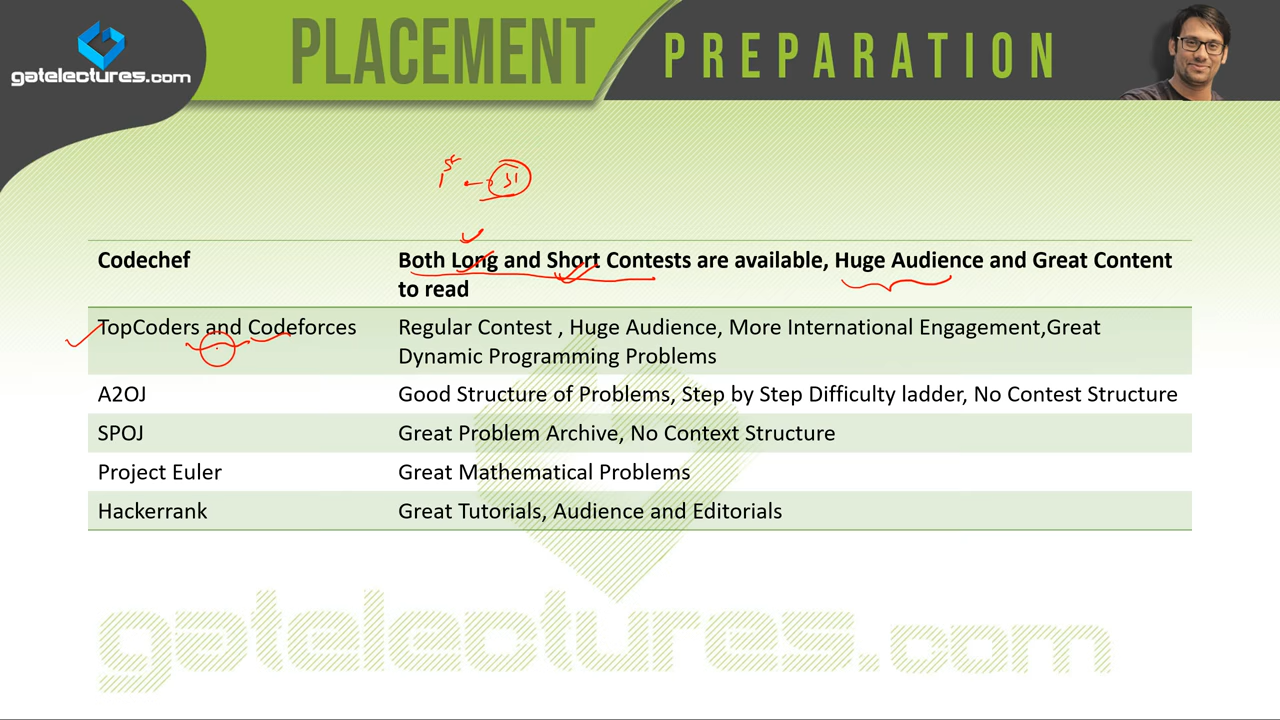 gatelectures.com
PLACEMENT
PREPARATION
1st - 31
Codechef
Both Long and Short Contests are available, Huge Audience and Great Content
to read
TopCoders and Codeforces
Regular Contest , Huge Audience, More International Engagement,Great
Dynamic Programming Problems
A2OJ
Good Structure of Problems, Step by Step Difficulty ladder, No Contest Structure
SPOJ
Great Problem Archive, No Context Structure
Project Euler
Great Mathematical Problems
Hackerrank
Great Tutorials, Audience and Editorials
gatelectures.com